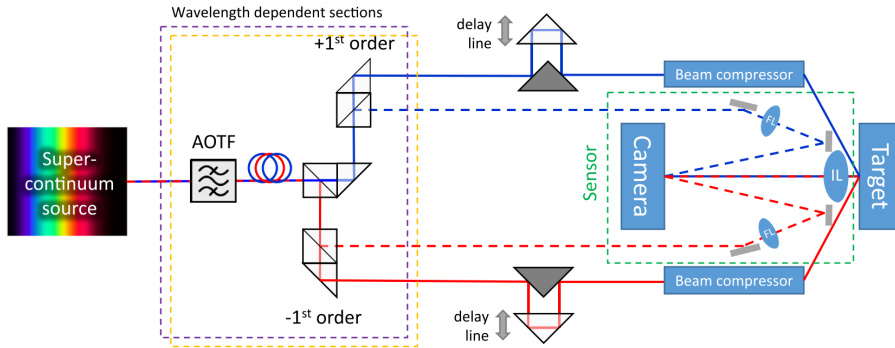 Wavelength dependent sections
+1st order
delay
line
Beam compressor
AOTF
Super-
continuum
source
FL
Sensor
Camera
IL
Target
FL
Beam compressor
-1st order
delay
line